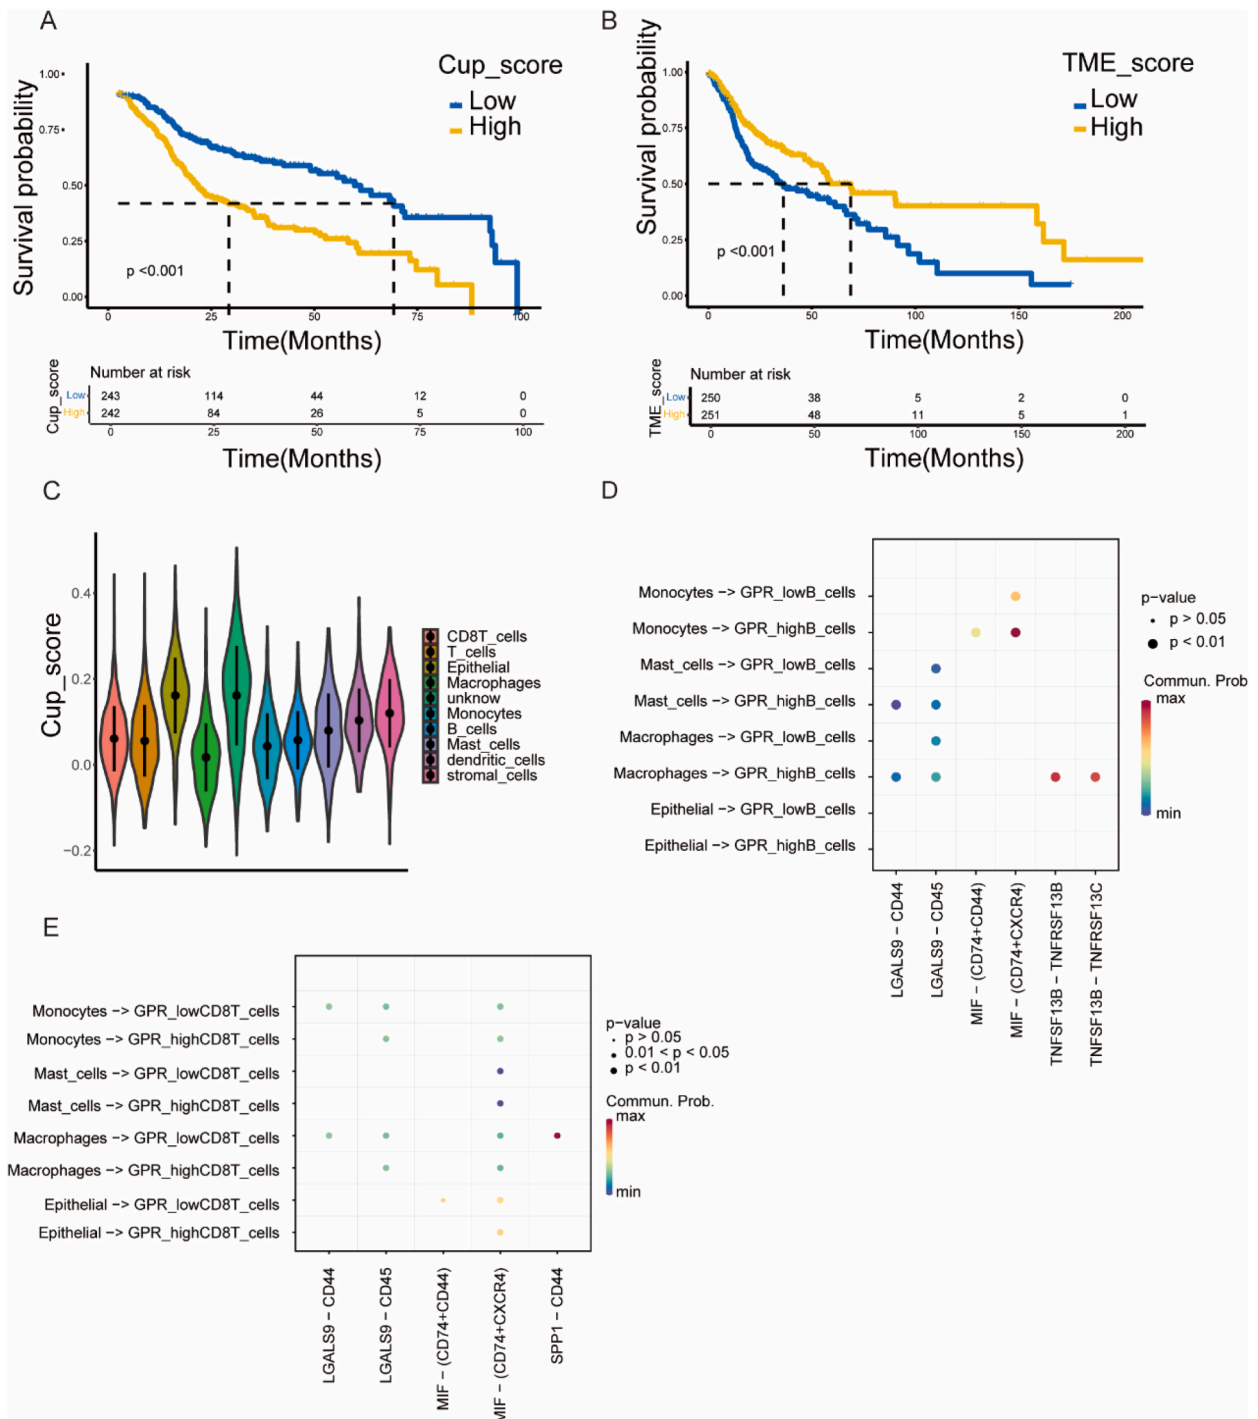 A
Survival probability
1.00
0.75
0.50
0.25
0.00
Cup_score
Low
High
p <0.001
0 25 50 75 100
Time(Months)
Number at risk
Cup_score
Low 243 114 44 12 0
High 242 84 26 5 0
0 25 50 75 100
Time(Months)
B
Survival probability
1.00
0.75
0.50
0.25
0.00
TME_score
Low
High
p <0.001
0 50 100 150 200
Time(Months)
Number at risk
TME_score
Low 250 38 5 2 0
High 251 48 11 5 1
0 50 100 150 200
Time(Months)
C
Cup_score
0.4
0.2
0.0
−0.2
CD8T_cells
T_cells
Epithelial
Macrophages
unknow
Monocytes
B_cells
Mast_cells
dendritic_cells
stromal_cells
D
Monocytes −> GPR_lowB_cells
Monocytes −> GPR_highB_cells
Mast_cells −> GPR_lowB_cells
Mast_cells −> GPR_highB_cells
Macrophages −> GPR_lowB_cells
Macrophages −> GPR_highB_cells
Epithelial −> GPR_lowB_cells
Epithelial −> GPR_highB_cells
LGALS9 − CD44
LGALS9 − CD45
MIF − (CD74+CD44)
MIF − (CD74+CXCR4)
TNFSF13B − TNFRSF13B
TNFSF13B − TNFRSF13C
p−value
p > 0.05
p < 0.01
Commun. Prob
max
min
E
Monocytes −> GPR_lowCD8T_cells
Monocytes −> GPR_highCD8T_cells
Mast_cells −> GPR_lowCD8T_cells
Mast_cells −> GPR_highCD8T_cells
Macrophages −> GPR_lowCD8T_cells
Macrophages −> GPR_highCD8T_cells
Epithelial −> GPR_lowCD8T_cells
Epithelial −> GPR_highCD8T_cells
LGALS9 − CD44
LGALS9 − CD45
MIF − (CD74+CD44)
MIF − (CD74+CXCR4)
SPP1 − CD44
p−value
p > 0.05
0.01 < p < 0.05
p < 0.01
Commun. Prob.
max
min